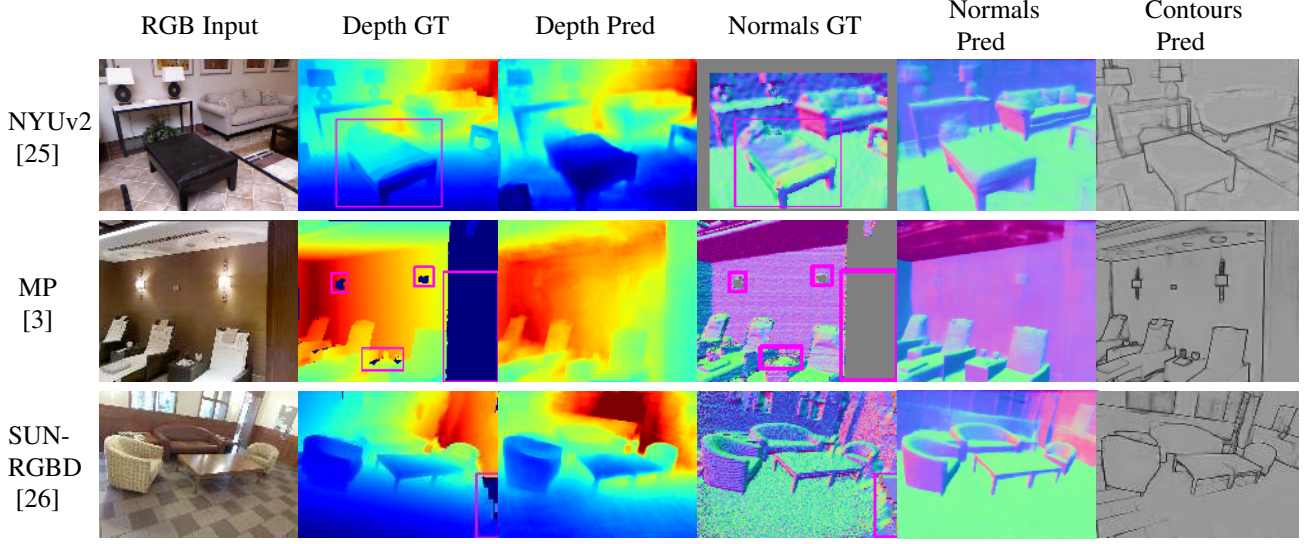 RGB Input
Depth GT
Depth Pred
Normals GT
Normals
Pred
Contours
Pred
NYUv2
[25]
MP
[3]
SUN-
RGBD
[26]